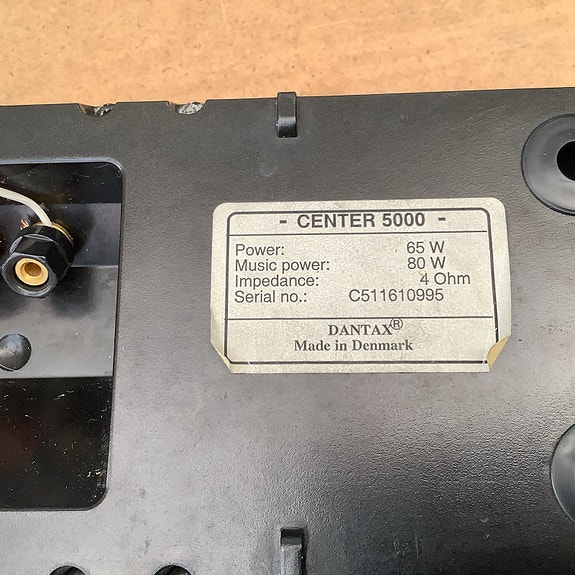 - CENTER 5000 -
Power: 65 W
Music power: 80 W
Impedance: 4 Ohm
Serial no.: C511610995
DANTAX®
Made in Denmark